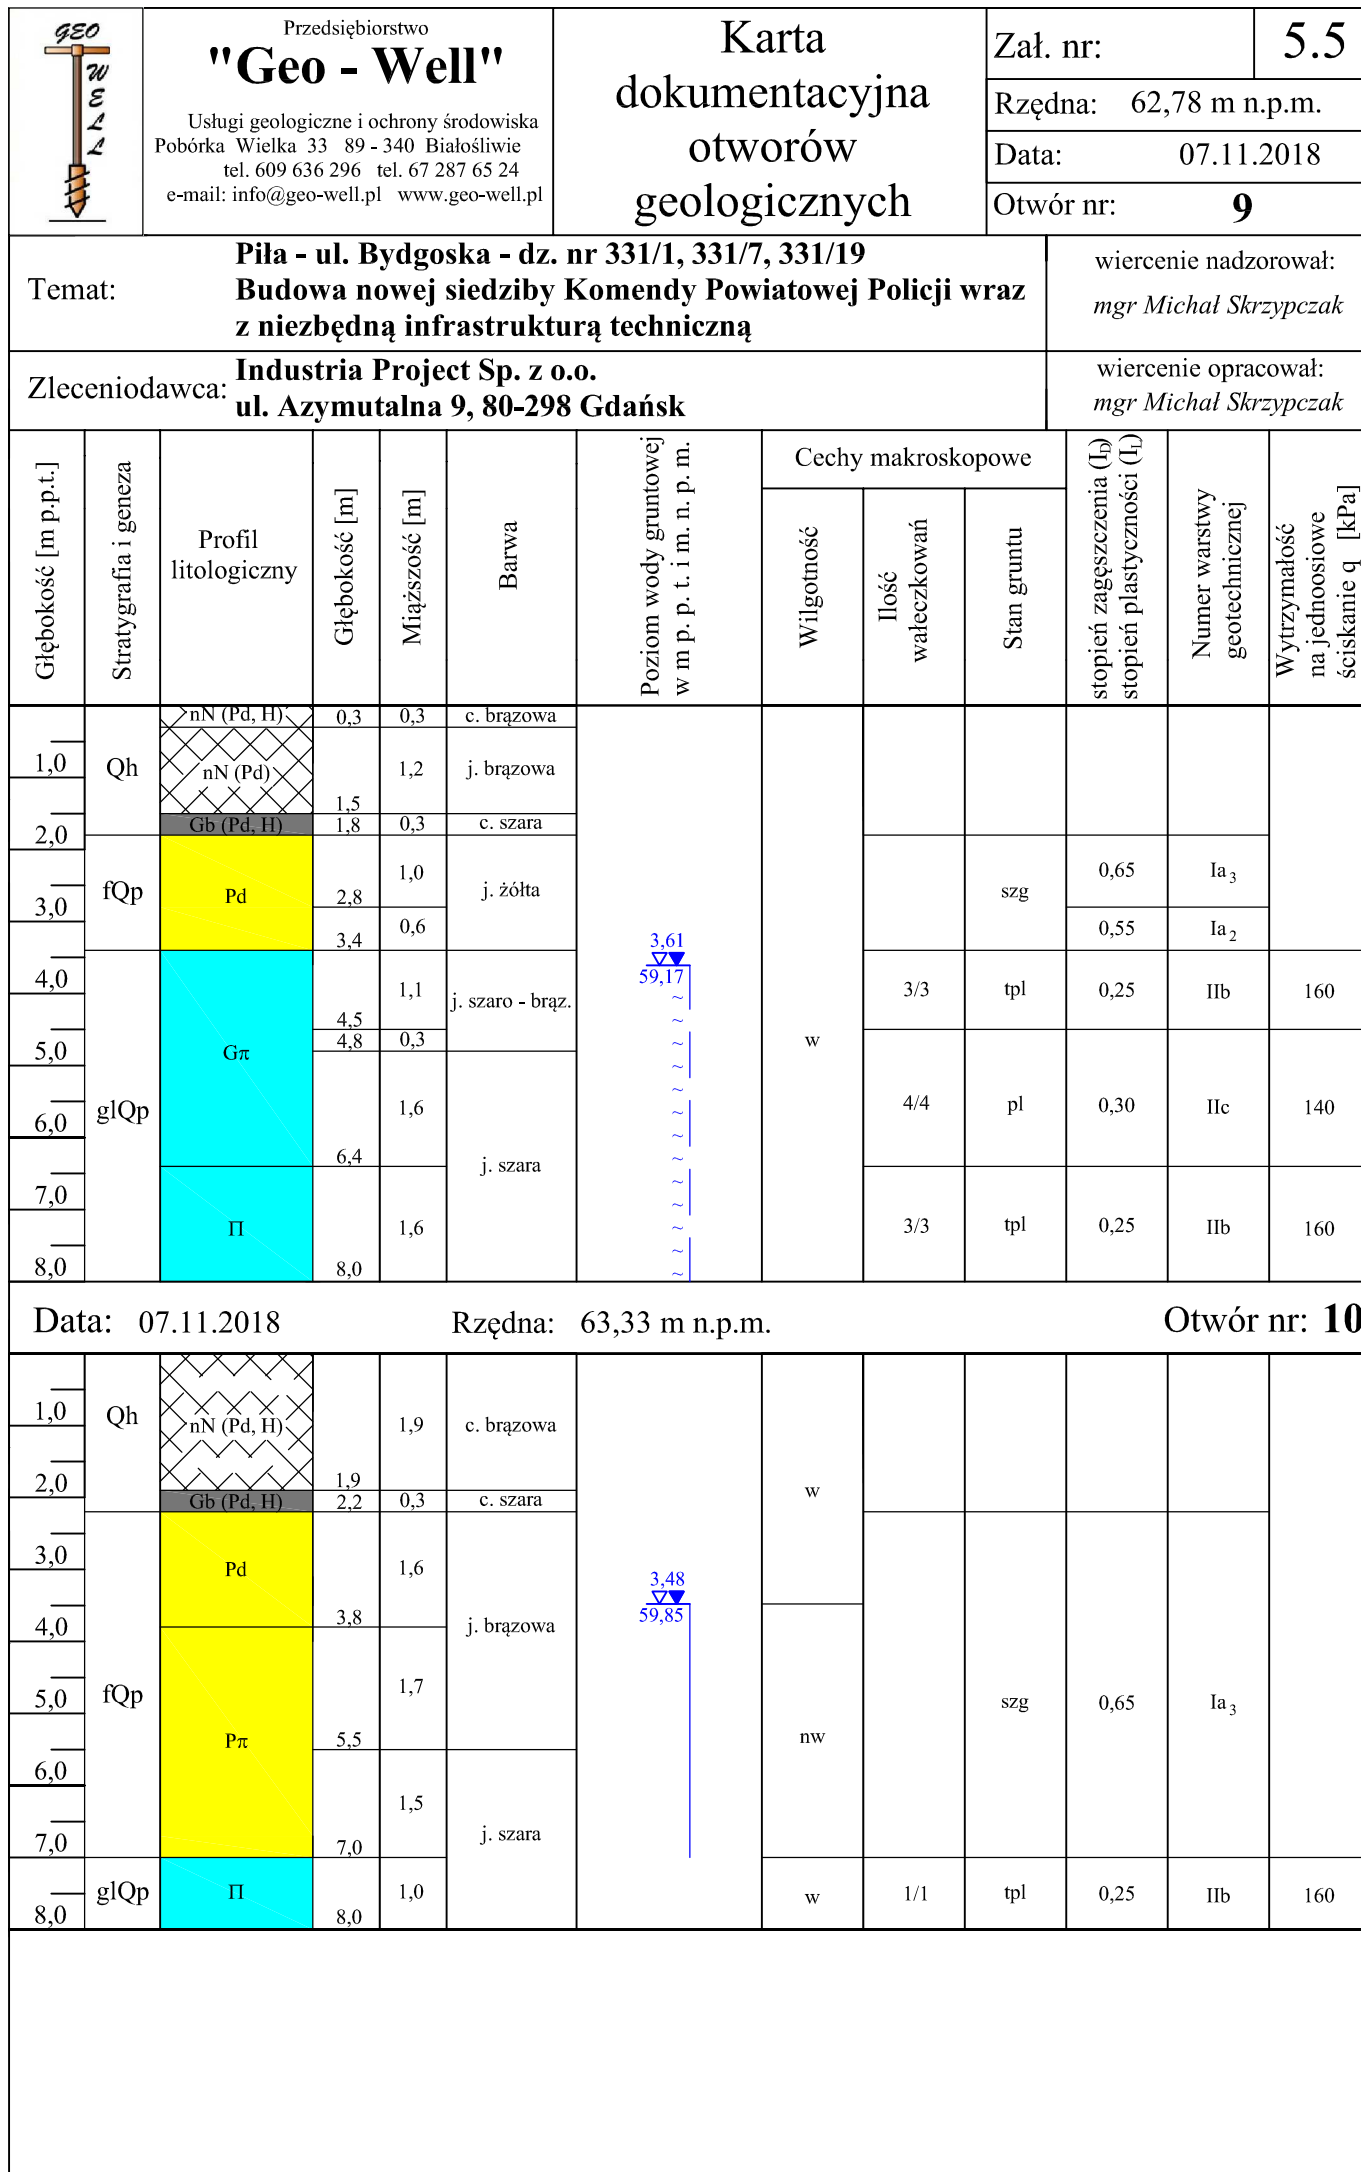 GEO
WELL
Przedsiębiorstwo
"Geo - Well"
Usługi geologiczne i ochrony środowiska
Pobórka Wielka 33 89 - 340 Białośliwie
tel. 609 636 296 tel. 67 287 65 24
e-mail: info@geo-well.pl www.geo-well.pl
Karta
dokumentacyjna
otworów
geologicznych
Zał. nr: 5.5
Rzędna: 62,78 m n.p.m.
Data: 07.11.2018
Otwór nr: 9
Temat:
Piła - ul. Bydgoska - dz. nr 331/1, 331/7, 331/19
Budowa nowej siedziby Komendy Powiatowej Policji wraz
z niezbędną infrastrukturą techniczną
wiercenie nadzorował:
mgr Michał Skrzypczak
Zleceniodawca:
Industria Project Sp. z o.o.
ul. Azymutalna 9, 80-298 Gdańsk
wiercenie opracował:
mgr Michał Skrzypczak
Głębokość [m p.p.t.]
Stratygrafia i geneza
Profil
litologiczny
Głębokość [m]
Miąższość [m]
Barwa
Poziom wody gruntowej
w m p. p. t. i m. n. p. m.
Cechy makroskopowe
Wilgotność
Ilość
wałeczkowań
Stan gruntu
stopień zagęszczenia (ID)
stopień plastyczności (IL)
Numer warstwy
geotechnicznej
Wytrzymałość
na jednoosiowe
ściskanie q [kPa]
nN (Pd, H) 0,3 0,3 c. brązowa
1,0 Qh nN (Pd) 1,5 1,2 j. brązowa
Gb (Pd, H) 1,8 0,3 c. szara
2,0
fQp Pd 2,8 1,0 j. żółta szg 0,65 Ia3
3,0
3,4 0,6 0,55 Ia2
3,61
59,17
4,0 1,1 j. szaro - brąz. 3/3 tpl 0,25 IIb 160
4,5
4,8 0,3
5,0 Gπ w
glQp 1,6 4/4 pl 0,30 IIc 140
6,0
6,4 j. szara
7,0
Π 1,6 3/3 tpl 0,25 IIb 160
8,0 8,0
Data: 07.11.2018 Rzędna: 63,33 m n.p.m. Otwór nr: 10
1,0 Qh nN (Pd, H) 1,9 c. brązowa
2,0 1,9 w
Gb (Pd, H) 2,2 0,3 c. szara
3,0 Pd 1,6
3,48
59,85
4,0 3,8 j. brązowa
5,0 fQp 1,7 szg 0,65 Ia3
Pπ 5,5 nw
6,0
1,5
7,0 7,0 j. szara
glQp Π 1,0 w 1/1 tpl 0,25 IIb 160
8,0 8,0